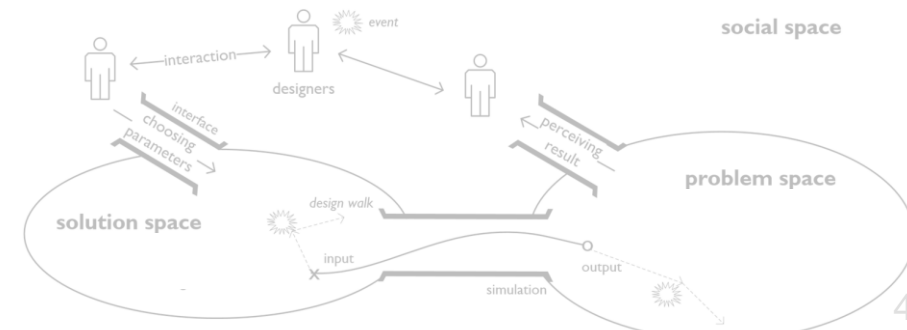 event
social space
interaction
designers
interface
choosing
parameters
perceiving
result
problem space
solution space
design walk
input
output
simulation
4